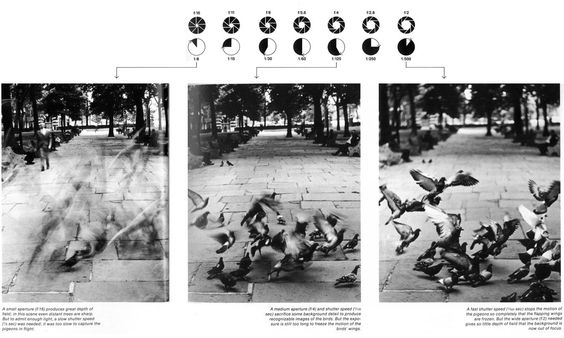 f/16 f/11 f/8 f/5.6 f/4 f/2.8 f/2
1/8 1/15 1/30 1/60 1/125 1/250 1/500
A small aperture (f/16) produces great depth of
field; in this scene even distant trees are sharp.
But to admit enough light, a slow shutter speed
(1/8 sec) was needed; it was too slow to capture the
pigeons in flight.
A medium aperture (f/4) and shutter speed (1/125
sec) sacrifice some background detail to produce
recognizable images of the birds. But the expo-
sure is still too long to freeze the motion of the
birds' wings.
A fast shutter speed (1/500 sec) stops the motion of
the pigeons so completely that the flapping wings
are frozen. But the wide aperture (f/2) needed
gives so little depth of field that the background is
now out of focus.